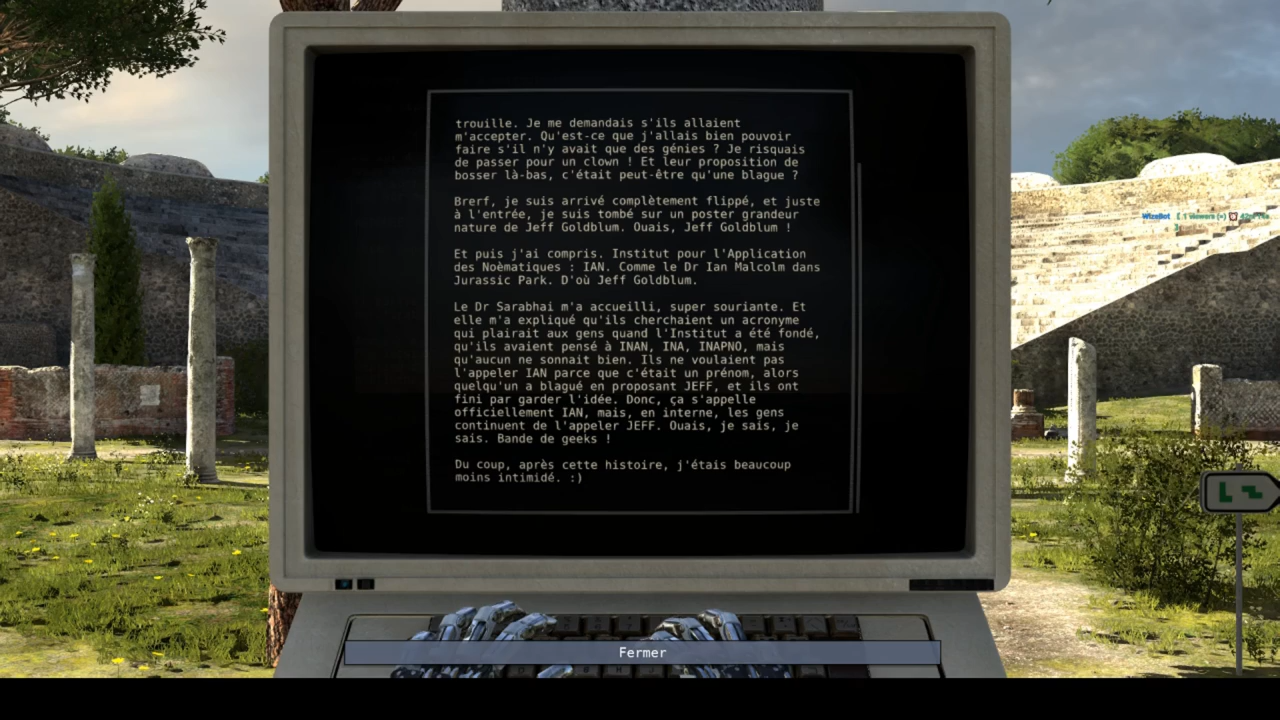 trouille. Je me demandais s'ils allaient
m'accepter. Qu'est-ce que j'allais bien pouvoir
faire s'il n'y avait que des génies ? Je risquais
de passer pour un clown ! Et leur proposition de
bosser là-bas, c'était peut-être qu'une blague ?
Brerf, je suis arrivé complètement flippé, et juste
à l'entrée, je suis tombé sur un poster grandeur
nature de Jeff Goldblum. Ouais, Jeff Goldblum !
Et puis j'ai compris. Institut pour l'Application
des Noèmatiques : IAN. Comme le Dr Ian Malcolm dans
Jurassic Park. D'où Jeff Goldblum.
Le Dr Sarabhai m'a accueilli, super souriante. Et
elle m'a expliqué qu'ils cherchaient un acronyme
qui plairait aux gens quand l'Institut a été fondé,
qu'ils avaient pensé à INAN, INA, INAPNO, mais
qu'aucun ne sonnait bien. Ils ne voulaient pas
l'appeler IAN parce que c'était un prénom, alors
quelqu'un a blagué en proposant JEFF, et ils ont
fini par garder l'idée. Donc, ça s'appelle
officiellement IAN, mais, en interne, les gens
continuent de l'appeler JEFF. Ouais, je sais, je
sais. Bande de geeks !
Du coup, après cette histoire, j'étais beaucoup
moins intimidé. :)
WizeBot [ 1 viewers (=)
Fermer